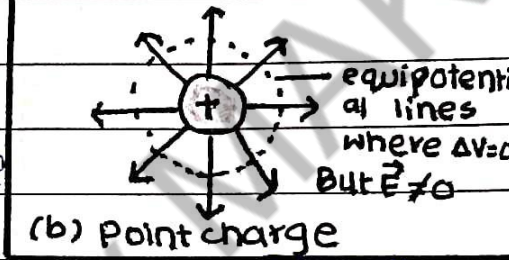 +
equipotenti
al lines
where ΔV=0
But E⃗≠0
(b) Point charge